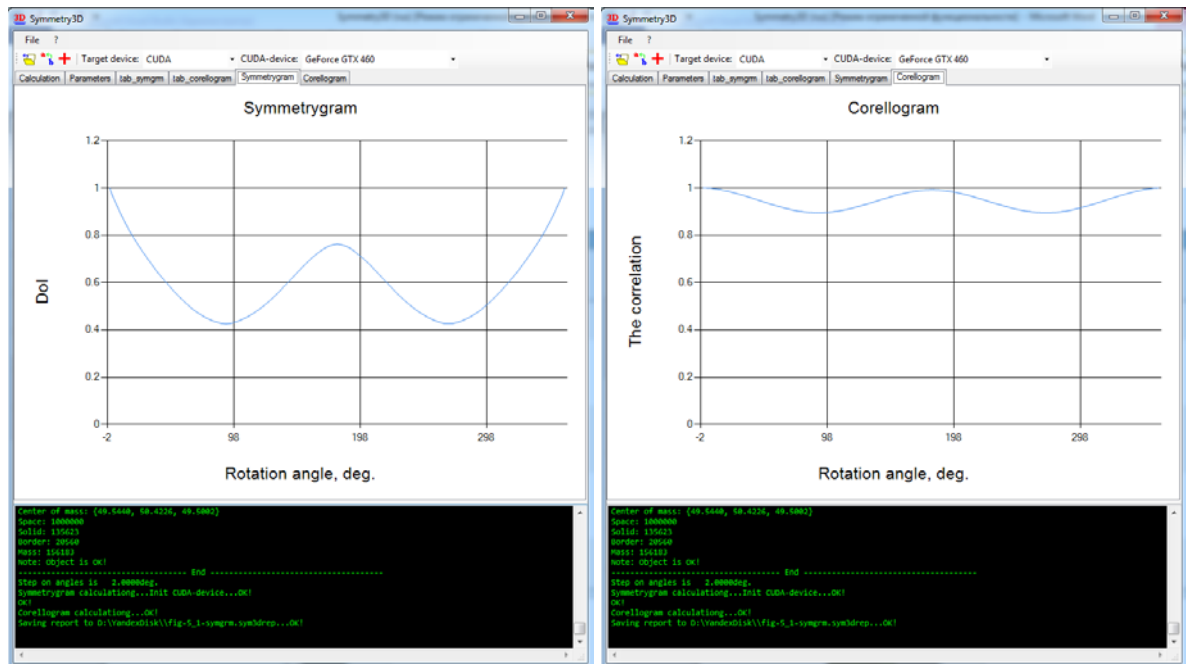 Symmetry3D
File ?
Target device: CUDA CUDA-device: GeForce GTX 460
Calculation Parameters tab_symgrm tab_corellogram Symmetrygram Corellogram
Symmetrygram
1.2
1
0.8
0.6
0.4
0.2
0
DoI
-2 98 198 298
Rotation angle, deg.
Center of mass: {49.5440, 50.4226, 49.5002}
Space: 1000000
Solid: 135623
Border: 20560
Mass: 156183
Note: Object is OK!
---------------------------------- End -----------------------------------
Step on angles is 2.0000deg.
Symmetrygram calculationg...Init CUDA-device...OK!
OK!
Corellogram calculationg...OK!
Saving report to D:\YandexDisk\\fig-5_1-symgrm.sym3drep...OK!
Symmetry3D
File ?
Target device: CUDA CUDA-device: GeForce GTX 460
Calculation Parameters tab_symgrm tab_corellogram Symmetrygram Corellogram
Corellogram
1.2
1
0.8
0.6
0.4
0.2
0
The correlation
-2 98 198 298
Rotation angle, deg.
Center of mass: {49.5440, 50.4226, 49.5002}
Space: 1000000
Solid: 135623
Border: 20560
Mass: 156183
Note: Object is OK!
---------------------------------- End -----------------------------------
Step on angles is 2.0000deg.
Symmetrygram calculationg...Init CUDA-device...OK!
OK!
Corellogram calculationg...OK!
Saving report to D:\YandexDisk\\fig-5_1-symgrm.sym3drep...OK!